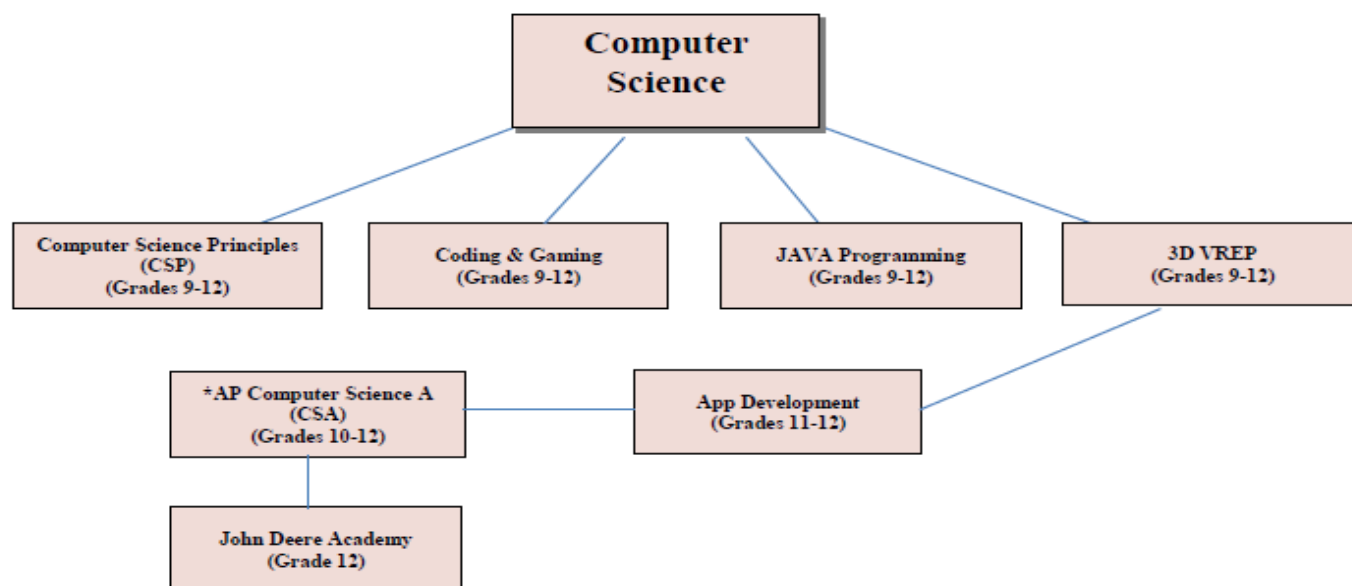 Computer
Science
Computer Science Principles
(CSP)
(Grades 9-12)
Coding & Gaming
(Grades 9-12)
JAVA Programming
(Grades 9-12)
3D VREP
(Grades 9-12)
*AP Computer Science A
(CSA)
(Grades 10-12)
App Development
(Grades 11-12)
John Deere Academy
(Grade 12)